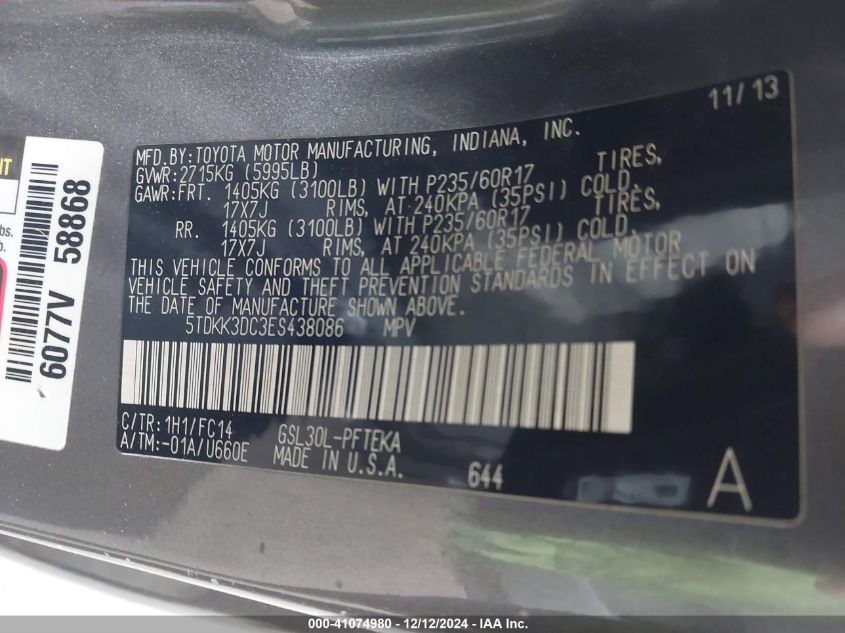 11/13
MFD.BY:TOYOTA MOTOR MANUFACTURING, INDIANA, INC.
GVWR:2715KG (5995LB)
GAWR:FRT. 1405KG (3100LB) WITH P235/60R17 TIRES,
17X7J RIMS, AT 240KPA (35PSI) COLD,
RR. 1405KG (3100LB) WITH P235/60R17 TIRES,
17X7J RIMS, AT 240KPA (35PSI) COLD,
THIS VEHICLE CONFORMS TO ALL APPLICABLE FEDERAL MOTOR
VEHICLE SAFETY AND THEFT PREVENTION STANDARDS IN EFFECT ON
THE DATE OF MANUFACTURE SHOWN ABOVE.
5TDKK3DC3ES438086 MPV
C/TR: 1H1/FC14 GSL30L-PFTEKA
A/TM:-01A/U660E MADE IN U.S.A. 644
A
6077V 58868
lbs.
b.
000-41074980 - 12/12/2024 - IAA Inc.